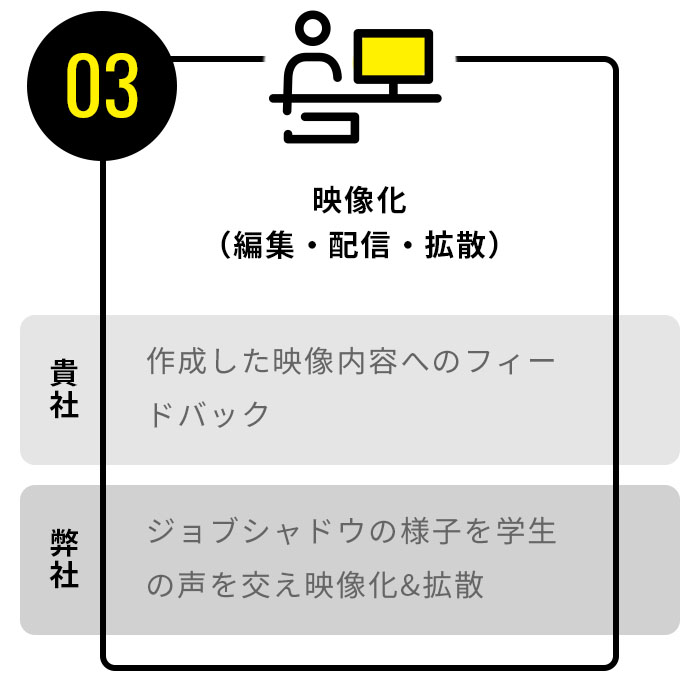 03
映像化
（編集・配信・拡散）
貴社
作成した映像内容へのフィー
ドバック
弊社
ジョブシャドウの様子を学生
の声を交え映像化&拡散